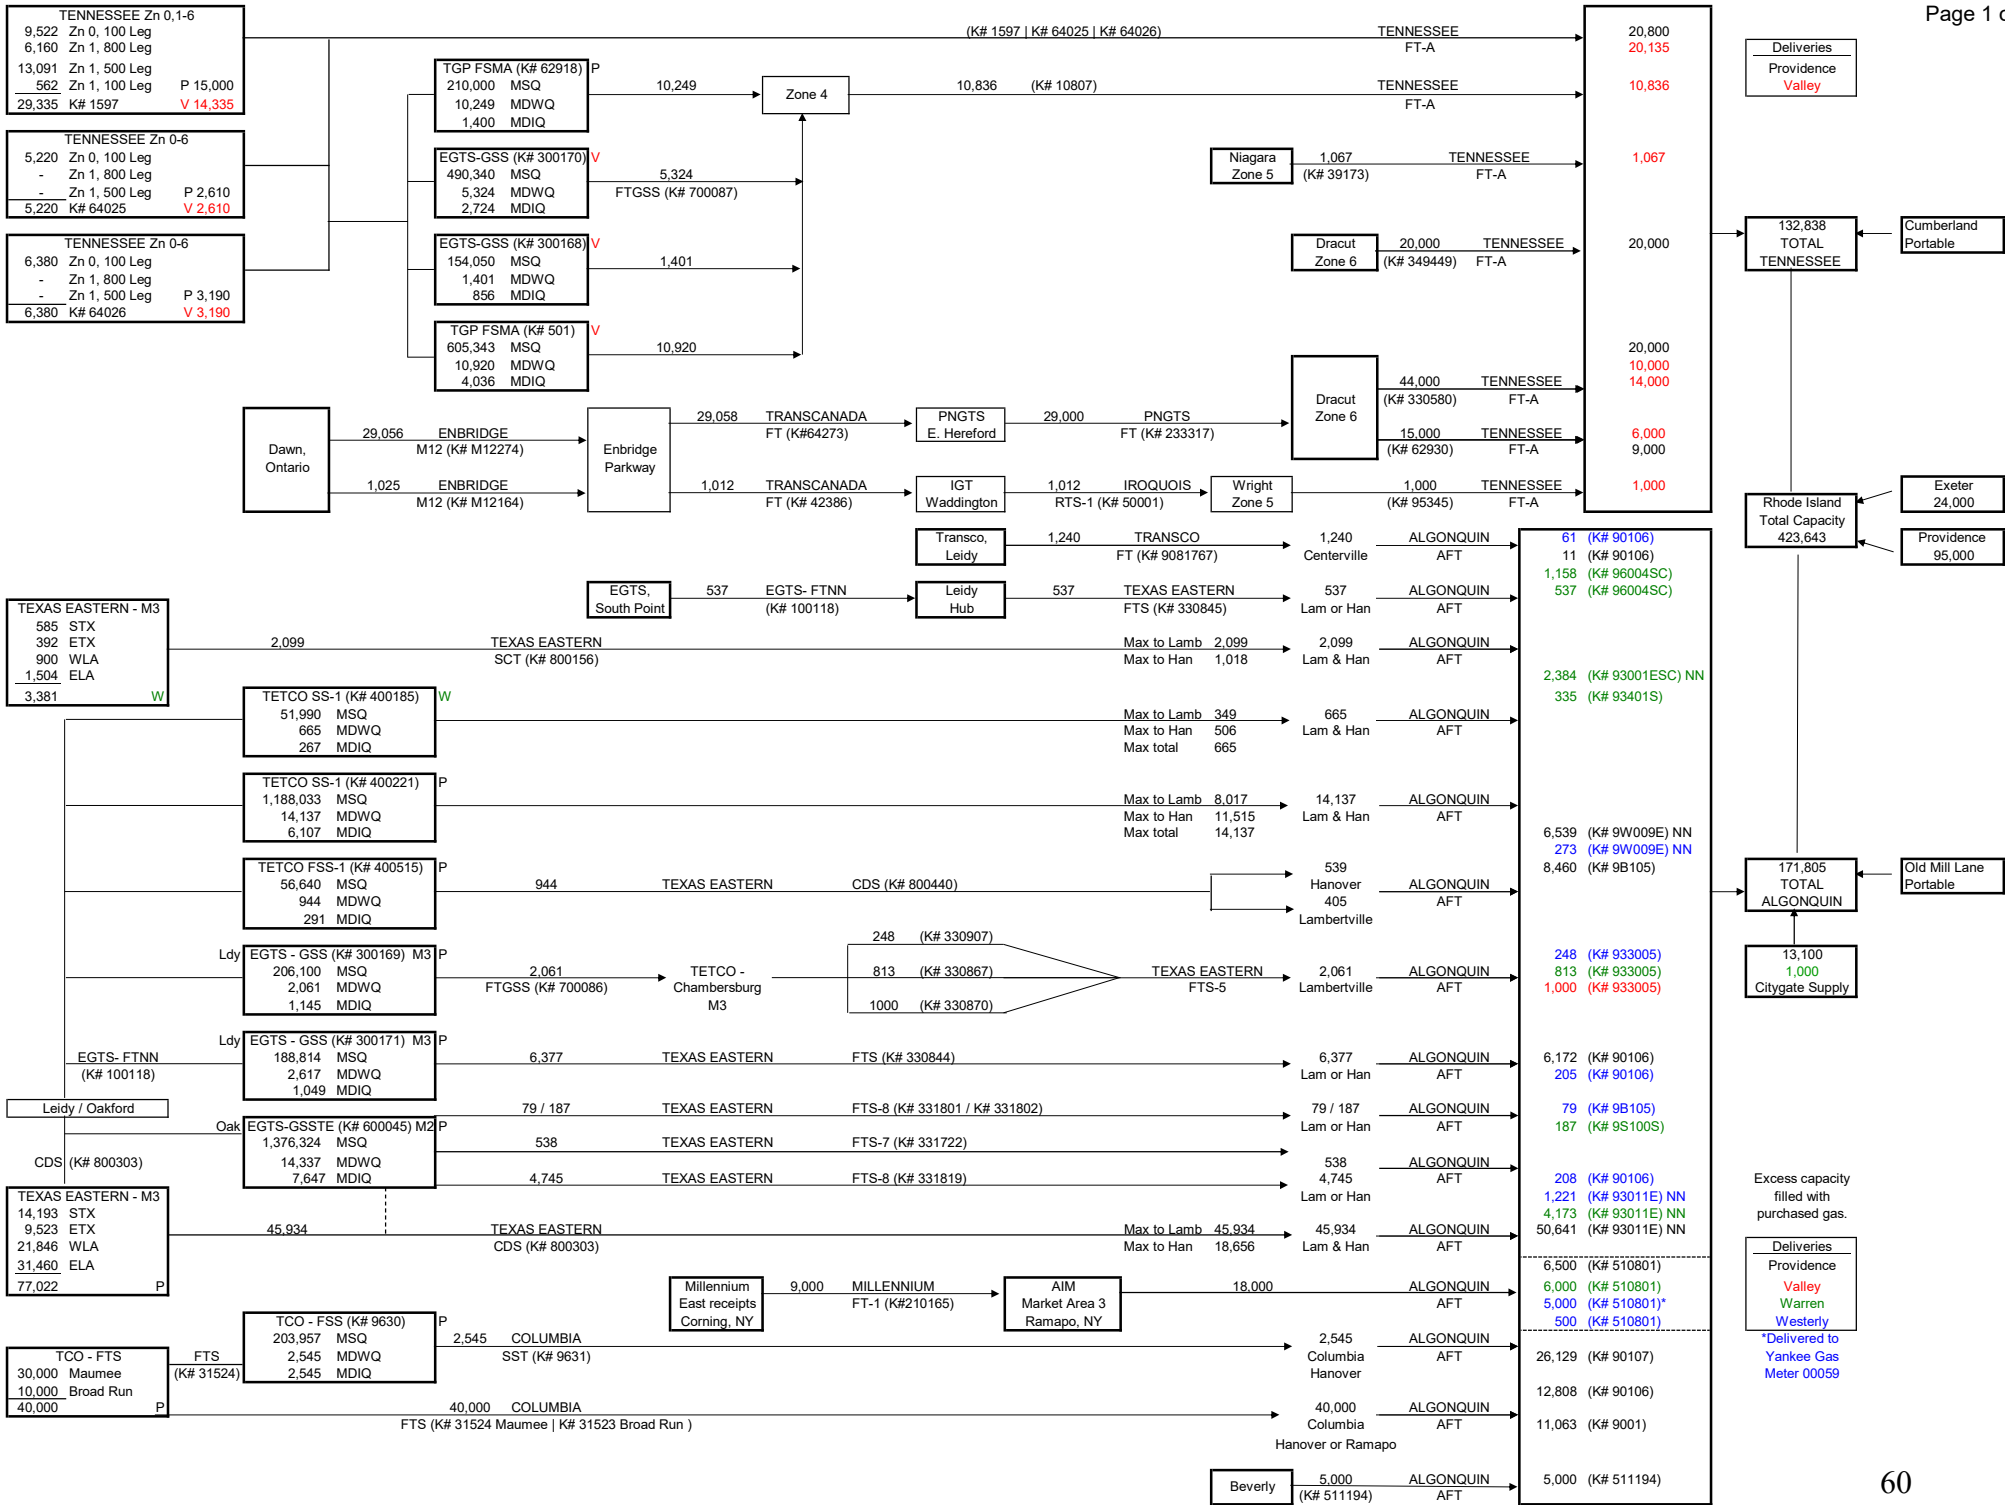 Page 1 o
TENNESSEE Zn 0,1-6
9,522 Zn 0, 100 Leg
6,160 Zn 1, 800 Leg
13,091 Zn 1, 500 Leg
562 Zn 1, 100 Leg P 15,000
29,335 K# 1597 V 14,335
TENNESSEE Zn 0-6
5,220 Zn 0, 100 Leg
- Zn 1, 800 Leg
- Zn 1, 500 Leg P 2,610
5,220 K# 64025 V 2,610
TENNESSEE Zn 0-6
6,380 Zn 0, 100 Leg
- Zn 1, 800 Leg
- Zn 1, 500 Leg P 3,190
6,380 K# 64026 V 3,190
(K# 1597 | K# 64025 | K# 64026) TENNESSEE
FT-A
20,800
20,135
TGP FSMA (K# 62918) P
210,000 MSQ
10,249 MDWQ
1,400 MDIQ
10,249
Zone 4
10,836 (K# 10807) TENNESSEE
FT-A
10,836
EGTS-GSS (K# 300170) V
490,340 MSQ
5,324 MDWQ
2,724 MDIQ
5,324
FTGSS (K# 700087)
EGTS-GSS (K# 300168) V
154,050 MSQ
1,401 MDWQ
856 MDIQ
1,401
TGP FSMA (K# 501) V
605,343 MSQ
10,920 MDWQ
4,036 MDIQ
10,920
Niagara
Zone 5
1,067 TENNESSEE
(K# 39173) FT-A
1,067
Dracut
Zone 6
20,000 TENNESSEE
(K# 349449) FT-A
20,000
Deliveries
Providence
Valley
132,838
TOTAL
TENNESSEE
Cumberland
Portable
Dawn,
Ontario
29,056 ENBRIDGE
M12 (K# M12274)
1,025 ENBRIDGE
M12 (K# M12164)
Enbridge
Parkway
29,058 TRANSCANADA
FT (K#64273)
PNGTS
E. Hereford
29,000 PNGTS
FT (K# 233317)
Dracut
Zone 6
44,000 TENNESSEE
(K# 330580) FT-A
20,000
10,000
14,000
15,000 TENNESSEE
(K# 62930) FT-A
6,000
9,000
1,012 TRANSCANADA
FT (K# 42386)
IGT
Waddington
1,012 IROQUOIS
RTS-1 (K# 50001)
Wright
Zone 5
1,000 TENNESSEE
(K# 95345) FT-A
1,000
Rhode Island
Total Capacity
423,643
Exeter
24,000
Providence
95,000
Transco,
Leidy
1,240 TRANSCO
FT (K# 9081767)
1,240
Centerville
ALGONQUIN
AFT
61 (K# 90106)
11 (K# 90106)
1,158 (K# 96004SC)
537 (K# 96004SC)
EGTS,
South Point
537 EGTS- FTNN
(K# 100118)
Leidy
Hub
537 TEXAS EASTERN
FTS (K# 330845)
537
Lam or Han
ALGONQUIN
AFT
TEXAS EASTERN - M3
585 STX
392 ETX
900 WLA
1,504 ELA
3,381 W
2,099 TEXAS EASTERN
SCT (K# 800156)
Max to Lamb 2,099
Max to Han 1,018
2,099
Lam & Han
ALGONQUIN
AFT
2,384 (K# 93001ESC) NN
335 (K# 93401S)
TETCO SS-1 (K# 400185) W
51,990 MSQ
665 MDWQ
267 MDIQ
Max to Lamb 349
Max to Han 506
Max total 665
665
Lam & Han
ALGONQUIN
AFT
TETCO SS-1 (K# 400221) P
1,188,033 MSQ
14,137 MDWQ
6,107 MDIQ
Max to Lamb 8,017
Max to Han 11,515
Max total 14,137
14,137
Lam & Han
ALGONQUIN
AFT
6,539 (K# 9W009E) NN
273 (K# 9W009E) NN
8,460 (K# 9B105)
TETCO FSS-1 (K# 400515) P
56,640 MSQ
944 MDWQ
291 MDIQ
944 TEXAS EASTERN CDS (K# 800440)
539
Hanover
405
Lambertville
ALGONQUIN
AFT
171,805
TOTAL
ALGONQUIN
Old Mill Lane
Portable
13,100
1,000
Citygate Supply
Ldy EGTS - GSS (K# 300169) M3 P
206,100 MSQ
2,061 MDWQ
1,145 MDIQ
2,061
FTGSS (K# 700086)
TETCO -
Chambersburg
M3
248 (K# 330907)
813 (K# 330867)
1000 (K# 330870)
TEXAS EASTERN
FTS-5
2,061
Lambertville
ALGONQUIN
AFT
248 (K# 933005)
813 (K# 933005)
1,000 (K# 933005)
EGTS- FTNN
(K# 100118)
Ldy EGTS - GSS (K# 300171) M3 P
188,814 MSQ
2,617 MDWQ
1,049 MDIQ
6,377 TEXAS EASTERN FTS (K# 330844)
6,377
Lam or Han
ALGONQUIN
AFT
6,172 (K# 90106)
205 (K# 90106)
Leidy / Oakford
CDS (K# 800303)
Oak EGTS-GSSTE (K# 600045) M2 P
1,376,324 MSQ
14,337 MDWQ
7,647 MDIQ
79 / 187 TEXAS EASTERN FTS-8 (K# 331801 / K# 331802)
79 / 187
Lam or Han
ALGONQUIN
AFT
79 (K# 9B105)
187 (K# 9S100S)
538 TEXAS EASTERN FTS-7 (K# 331722)
4,745 TEXAS EASTERN FTS-8 (K# 331819)
538
4,745
Lam or Han
ALGONQUIN
AFT
208 (K# 90106)
1,221 (K# 93011E) NN
4,173 (K# 93011E) NN
50,641 (K# 93011E) NN
TEXAS EASTERN - M3
14,193 STX
9,523 ETX
21,846 WLA
31,460 ELA
77,022 P
45,934 TEXAS EASTERN
CDS (K# 800303)
Max to Lamb 45,934
Max to Han 18,656
45,934
Lam & Han
ALGONQUIN
AFT
Excess capacity
filled with
purchased gas.
Deliveries
Providence
Valley
Warren
Westerly
*Delivered to
Yankee Gas
Meter 00059
Millennium
East receipts
Corning, NY
9,000 MILLENNIUM
FT-1 (K#210165)
AIM
Market Area 3
Ramapo, NY
18,000 ALGONQUIN
AFT
6,500 (K# 510801)
6,000 (K# 510801)
5,000 (K# 510801)*
500 (K# 510801)
TCO - FTS
30,000 Maumee
10,000 Broad Run
40,000 P
FTS
(K# 31524)
TCO - FSS (K# 9630) P
203,957 MSQ
2,545 MDWQ
2,545 MDIQ
2,545 COLUMBIA
SST (K# 9631)
2,545
Columbia
Hanover
ALGONQUIN
AFT
26,129 (K# 90107)
12,808 (K# 90106)
11,063 (K# 9001)
40,000 COLUMBIA
FTS (K# 31524 Maumee | K# 31523 Broad Run )
40,000
Columbia
Hanover or Ramapo
ALGONQUIN
AFT
Beverly
5,000 ALGONQUIN
(K# 511194) AFT
5,000 (K# 511194)
60